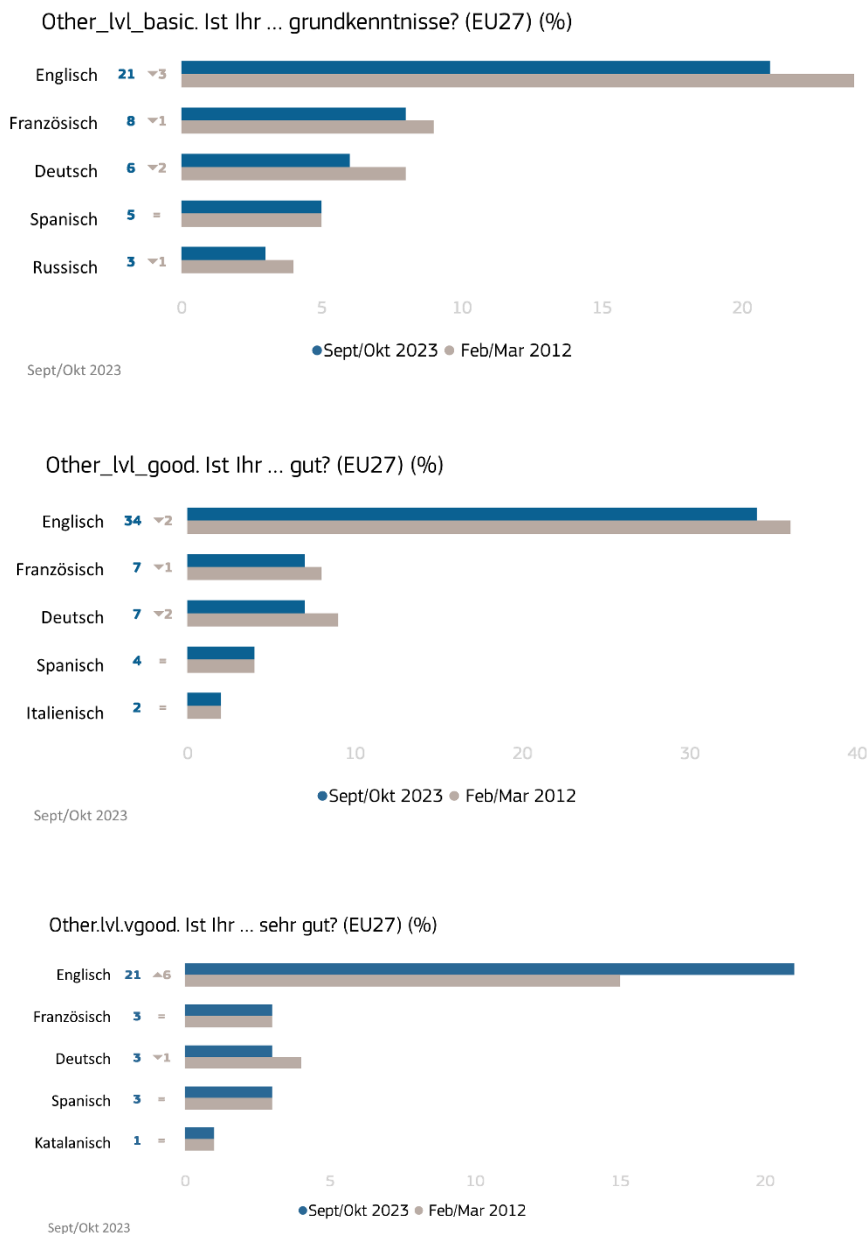 Other_lvl_basic. Ist Ihr ... grundkenntnisse? (EU27) (%)
Englisch 21 ▼3
Französisch 8 ▼1
Deutsch 6 ▼2
Spanisch 5 =
Russisch 3 ▼1
0 5 10 15 20
●Sept/Okt 2023 ● Feb/Mar 2012
Sept/Okt 2023
Other_lvl_good. Ist Ihr ... gut? (EU27) (%)
Englisch 34 ▼2
Französisch 7 ▼1
Deutsch 7 ▼2
Spanisch 4 =
Italienisch 2 =
0 10 20 30 40
●Sept/Okt 2023 ● Feb/Mar 2012
Sept/Okt 2023
Other.lvl.vgood. Ist Ihr ... sehr gut? (EU27) (%)
Englisch 21 ▲6
Französisch 3 =
Deutsch 3 ▼1
Spanisch 3 =
Katalanisch 1 =
0 5 10 15 20
●Sept/Okt 2023 ● Feb/Mar 2012
Sept/Okt 2023